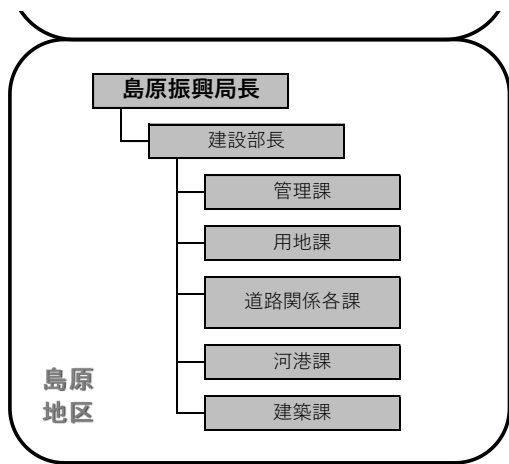 島原振興局長
建設部長
管理課
用地課
道路関係各課
河港課
建築課
島原
地区